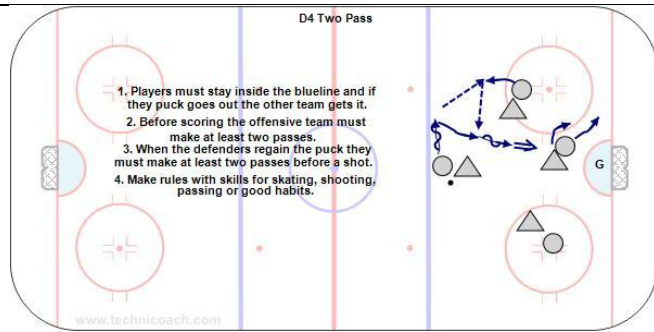 D4 Two Pass
1. Players must stay inside the blueline and if
they puck goes out the other team gets it.
2. Before scoring the offensive team must
make at least two passes.
3. When the defenders regain the puck they
must make at least two passes before a shot.
4. Make rules with skills for skating, shooting,
passing or good habits.
G
www.technicoach.com